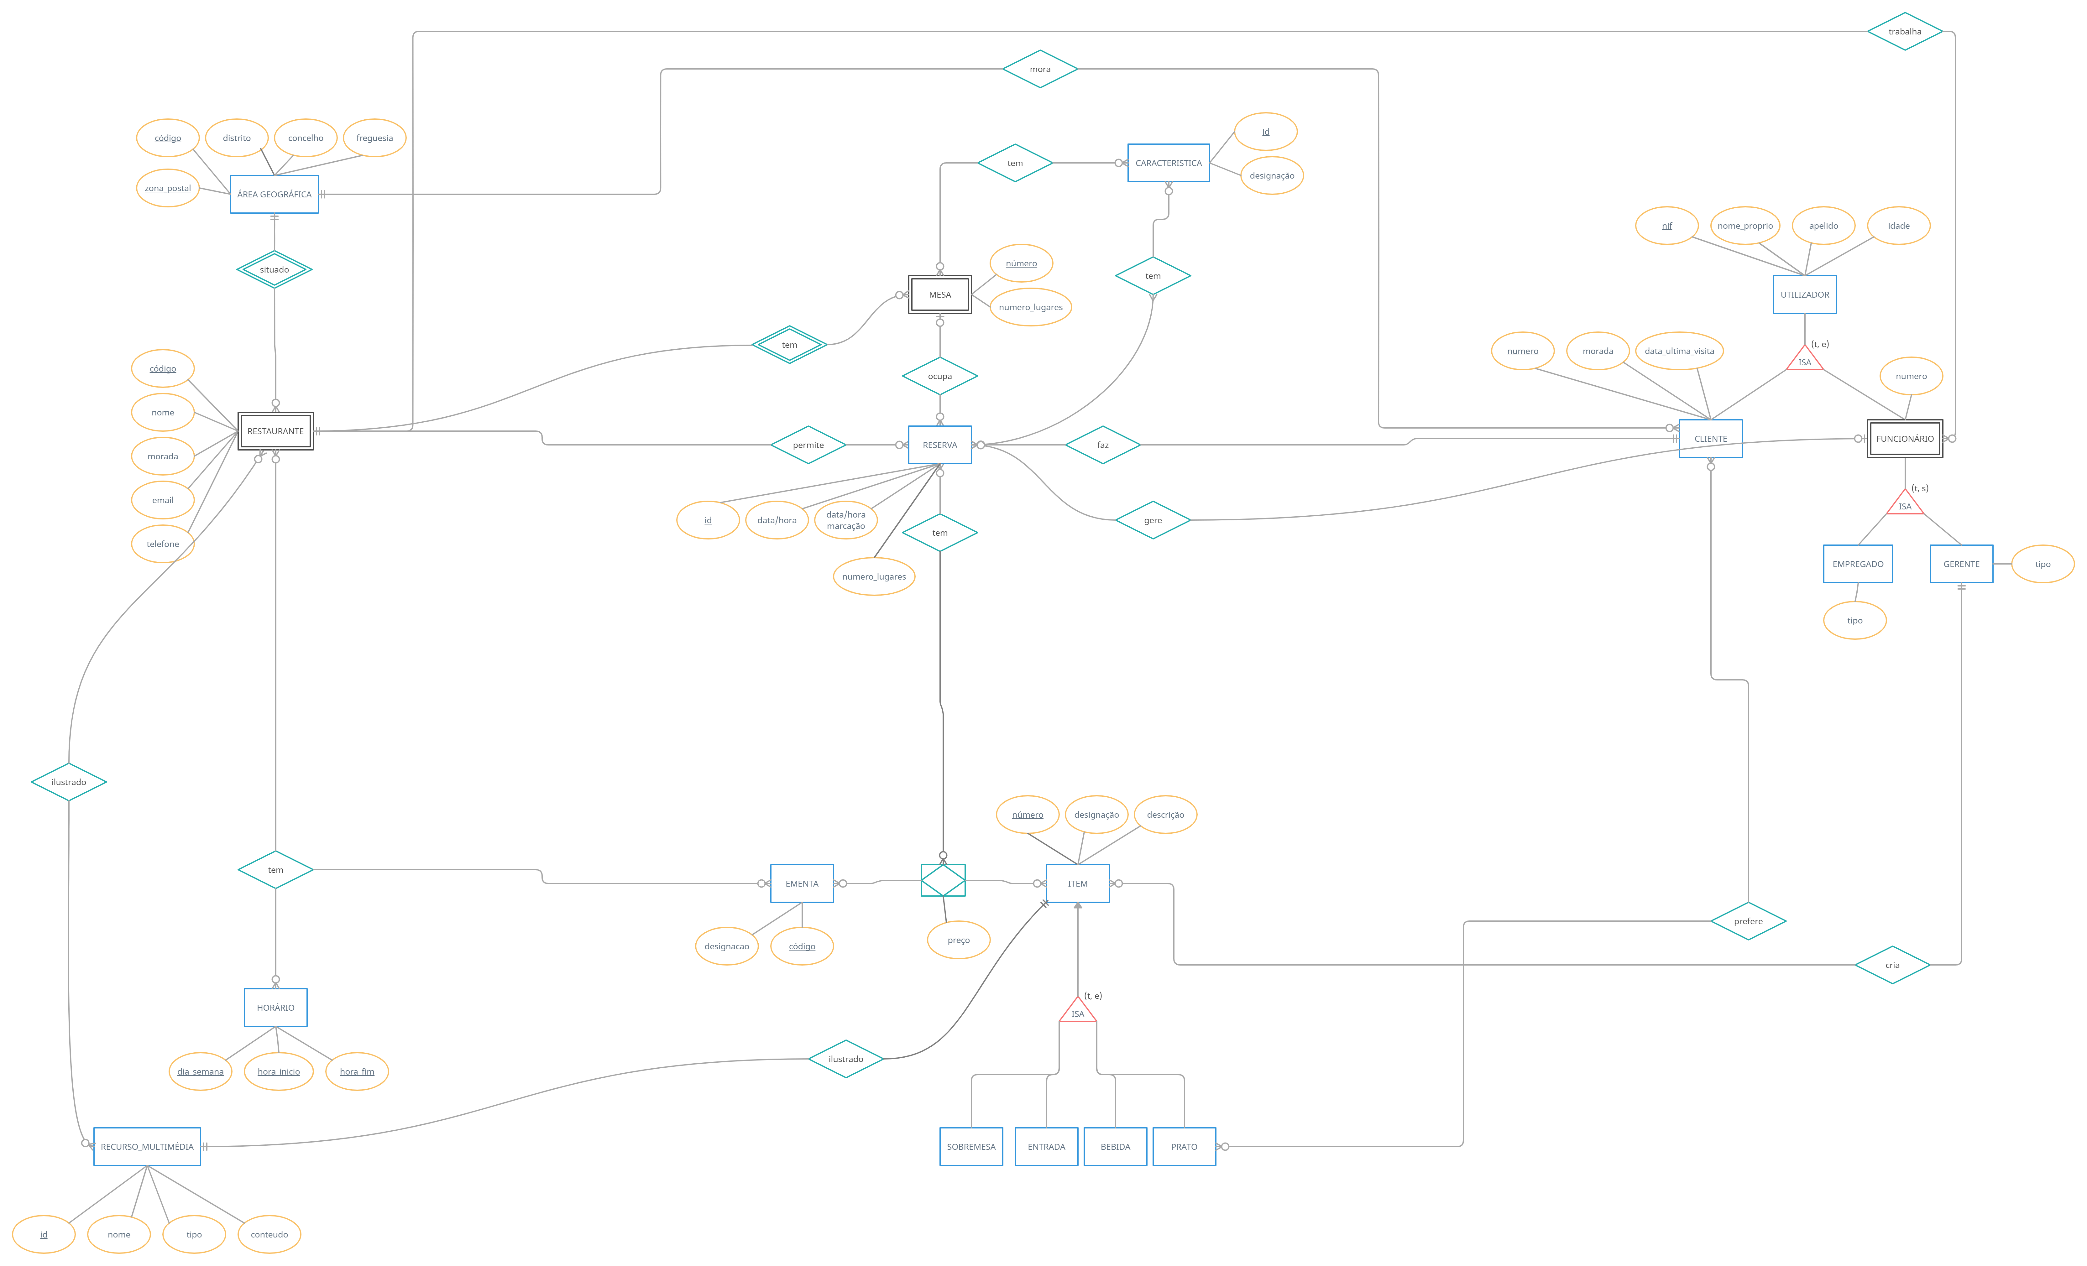 trabalha
mora
código
distrito
concelho
freguesia
id
tem
CARACTERISTICA
designação
zona_postal
ÁREA GEOGRÁFICA
nif
nome_proprio
apelido
idade
situado
número
tem
MESA
numero_lugares
UTILIZADOR
tem
(t, e)
numero
morada
data_ultima_visita
ISA
código
ocupa
numero
nome
RESTAURANTE
permite
RESERVA
faz
CLIENTE
FUNCIONÁRIO
morada
email
id
data/hora
data/hora
marcação
gere
(t, s)
ISA
telefone
tem
numero_lugares
EMPREGADO
GERENTE
tipo
tipo
ilustrado
número
designação
descrição
tem
EMENTA
ITEM
designacao
código
preço
prefere
cria
HORÁRIO
(t, e)
ISA
dia_semana
hora_inicio
hora_fim
ilustrado
RECURSO_MULTIMÉDIA
SOBREMESA
ENTRADA
BEBIDA
PRATO
id
nome
tipo
conteudo